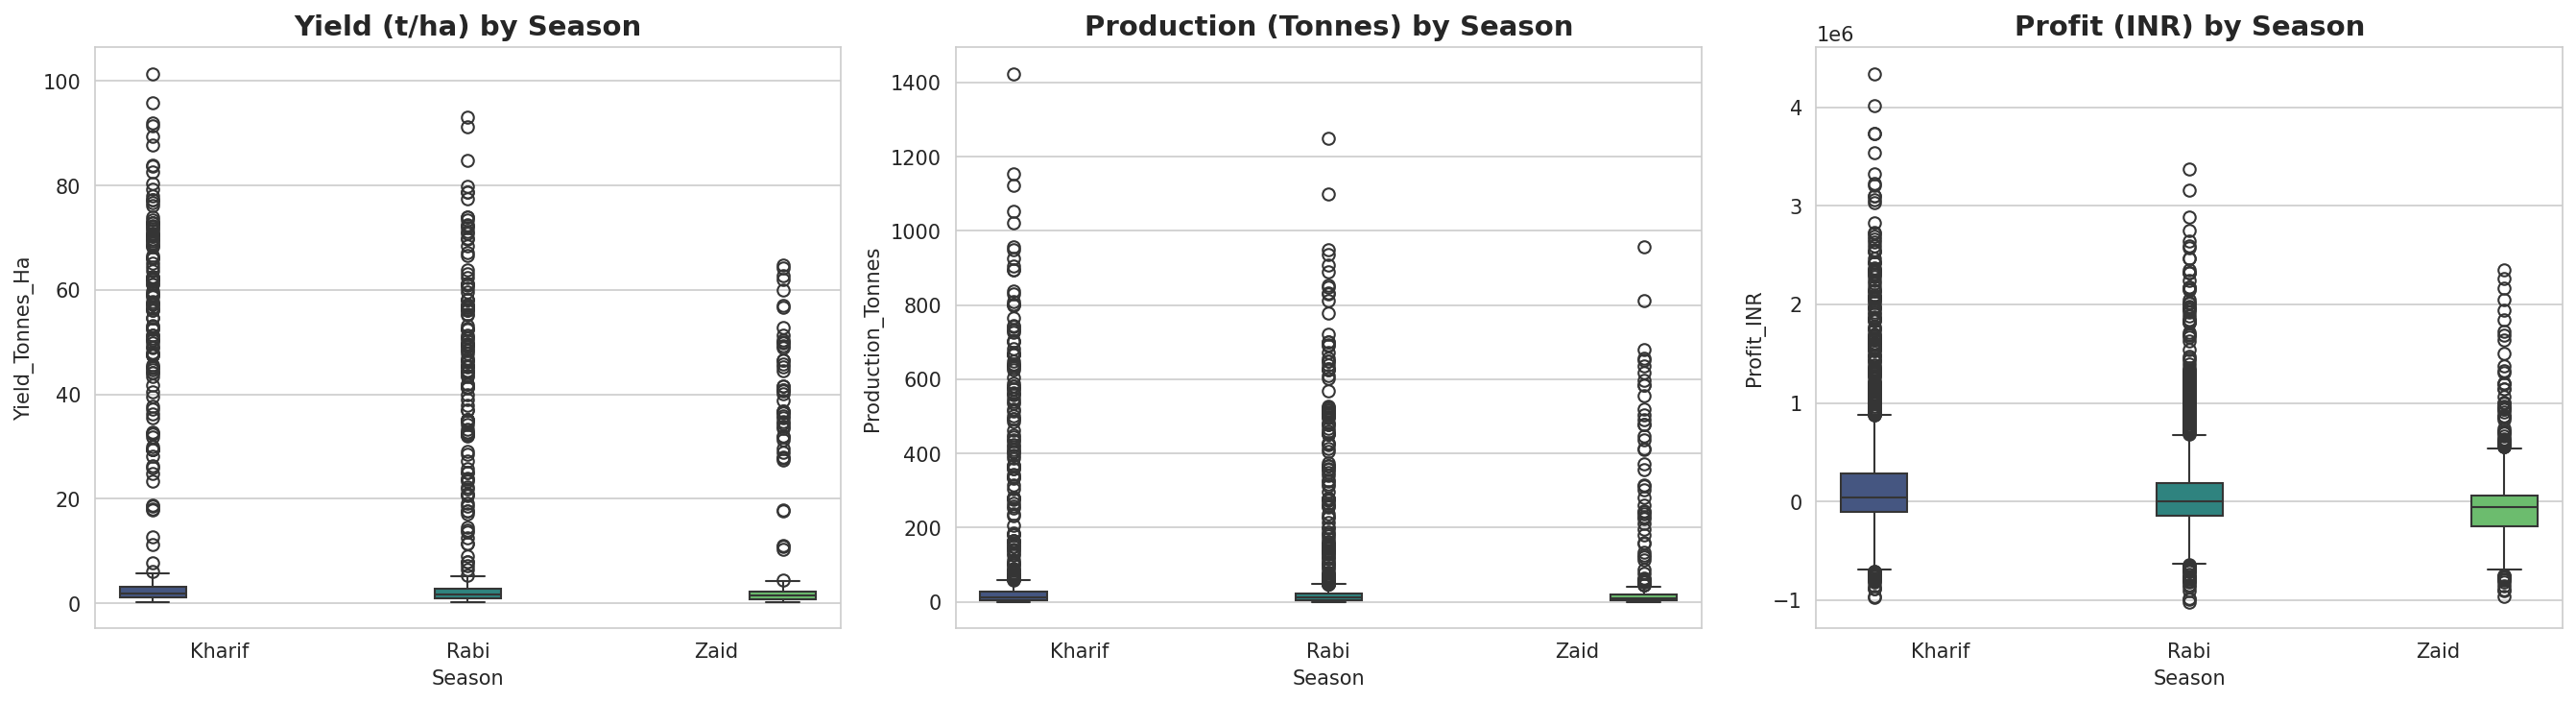 Yield (t/ha) by Season
100
80
60
40
20
0
Yield_Tonnes_Ha
Kharif Rabi Zaid
Season
Production (Tonnes) by Season
1400
1200
1000
800
600
400
200
0
Production_Tonnes
Kharif Rabi Zaid
Season
Profit (INR) by Season
1e6
4
3
2
1
0
−1
Profit_INR
Kharif Rabi Zaid
Season